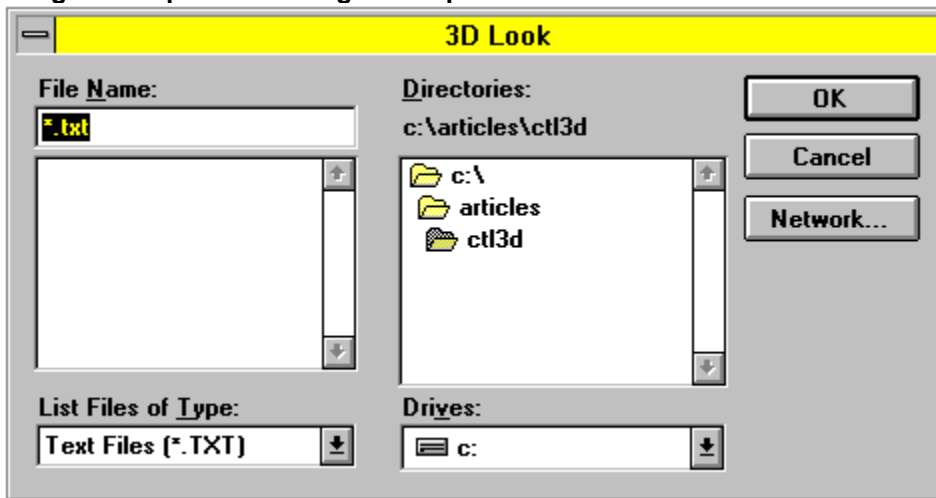 3D Look
File Name:
*.txt
Directories:
c:\articles\ctl3d
OK
Cancel
Network...
c:\
articles
ctl3d
List Files of Type:
Text Files (*.TXT)
Drives:
c: